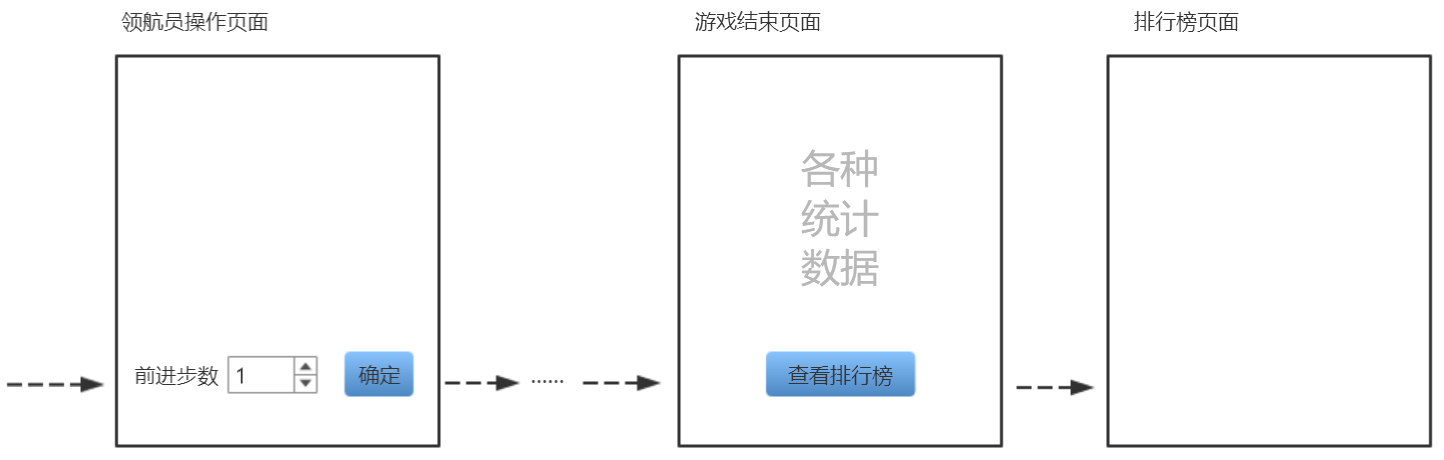 领航员操作页面
游戏结束页面
排行榜页面
各种
统计
数据
前进步数 1 确定
······
查看排行榜